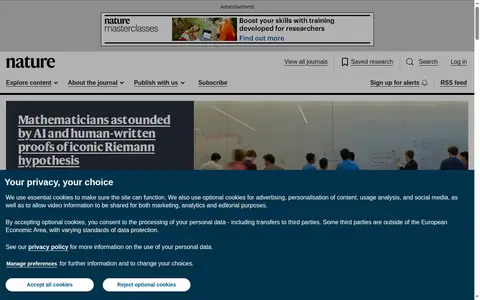 Advertisement
nature masterclasses
Boost your skills with training
developed for researchers
Find out more
nature
View all journals
Saved research
Search
Log in
Explore content
About the journal
Publish with us
Subscribe
Sign up for alerts
RSS feed
Mathematicians astounded
by AI and human-written
proofs of iconic Riemann
hypothesis
Your privacy, your choice
We use essential cookies to make sure the site can function. We also use optional cookies for advertising, personalisation of content, usage analysis, and social media, as
well as to allow video information to be shared for both marketing, analytics and editorial purposes.
By accepting optional cookies, you consent to the processing of your personal data - including transfers to third parties. Some third parties are outside of the European
Economic Area, with varying standards of data protection.
See our privacy policy for more information on the use of your personal data.
Manage preferences for further information and to change your choices.
Accept all cookies
Reject optional cookies